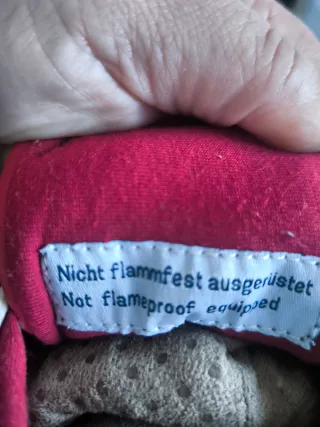 Nicht flammfest ausgerüstet
Not flameproof equipped